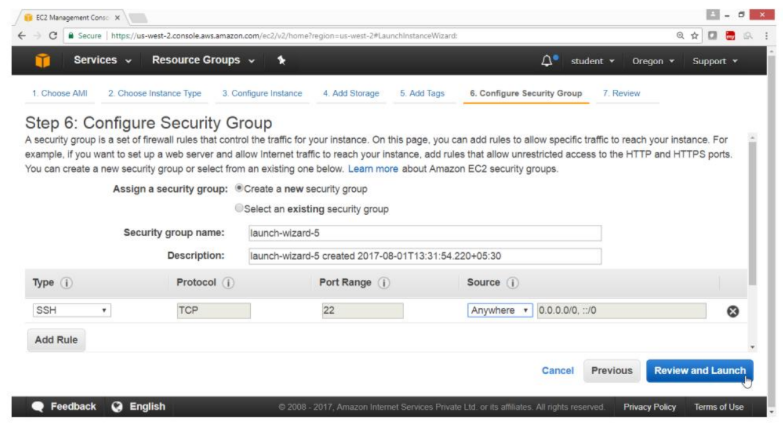 EC2 Management Conso
Secure | https://us-west-2.console.aws.amazon.com/ec2/v2/home?region=us-west-2#LaunchInstanceWizard:
Services Resource Groups student Oregon Support
1. Choose AMI 2. Choose Instance Type 3. Configure Instance 4. Add Storage 5. Add Tags 6. Configure Security Group 7. Review
Step 6: Configure Security Group
A security group is a set of firewall rules that control the traffic for your instance. On this page, you can add rules to allow specific traffic to reach your instance. For
example, if you want to set up a web server and allow Internet traffic to reach your instance, add rules that allow unrestricted access to the HTTP and HTTPS ports.
You can create a new security group or select from an existing one below. Learn more about Amazon EC2 security groups.
Assign a security group: Create a new security group
Select an existing security group
Security group name: launch-wizard-5
Description: launch-wizard-5 created 2017-08-01T13:31:54.220+05:30
Type Protocol Port Range Source
SSH TCP 22 Anywhere 0.0.0.0/0, ::/0
Add Rule
Cancel Previous Review and Launch
Feedback English © 2008 - 2017, Amazon Internet Services Private Ltd. or its affiliates. All rights reserved. Privacy Policy Terms of Use